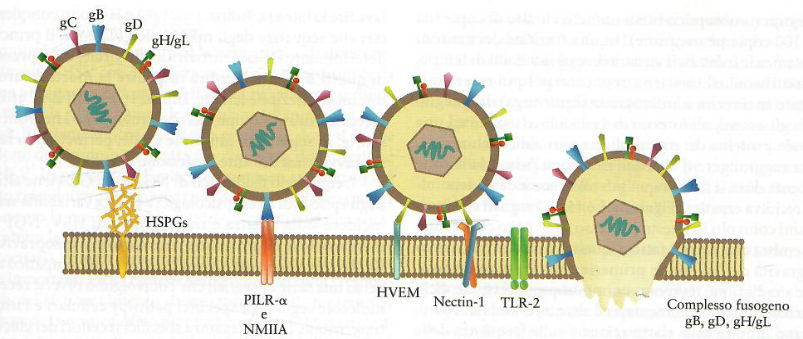 gB
gC
gD
gH/gL
HSPGs
PILR-α
e
NMIIA
HVEM
Nectin-1
TLR-2
Complesso fusogeno
gB, gD, gH/gL